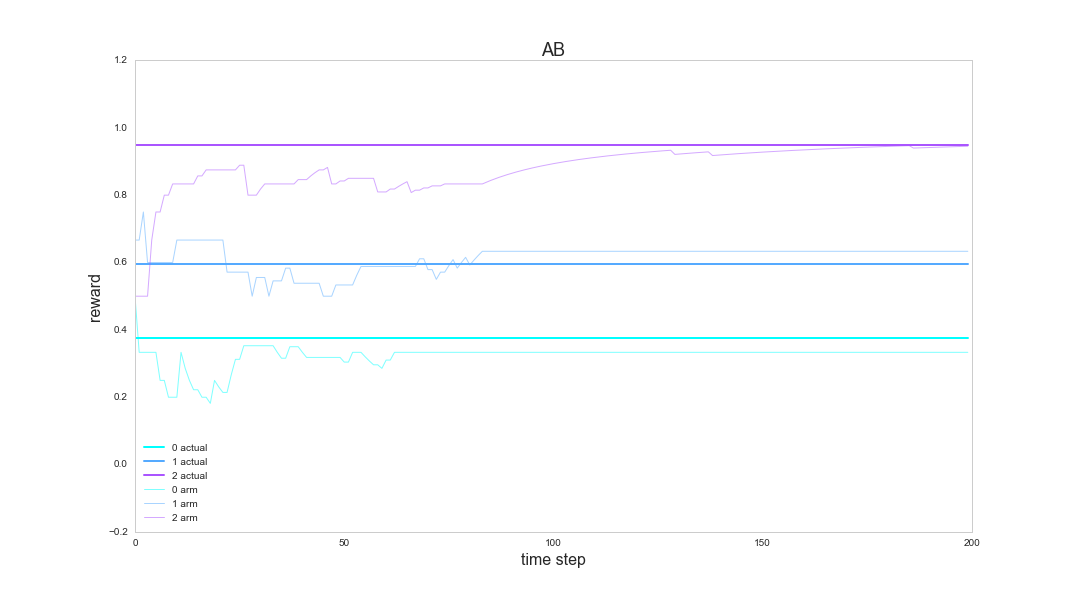 AB
1.2
1.0
0.8
0.6
0.4
0.2
0.0
−0.2
reward
0 actual
1 actual
2 actual
0 arm
1 arm
2 arm
0 50 100 150 200
time step